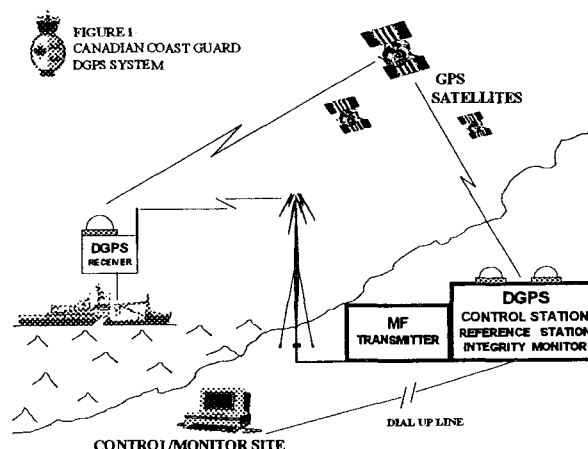 FIGURE 1
CANADIAN COAST GUARD
DGPS SYSTEM
GPS
SATELLITES
DGPS
RECEIVER
MF
TRANSMITTER
DGPS
CONTROL STATION
REFERENCE STATION
INTEGRITY MONITOR
DIAL UP LINE
CONTROL/MONITOR SITE